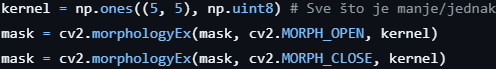 kernel = np.ones((5, 5), np.uint8) # Sve što je manje/jednak
mask = cv2.morphologyEx(mask, cv2.MORPH_OPEN, kernel)
mask = cv2.morphologyEx(mask, cv2.MORPH_CLOSE, kernel)